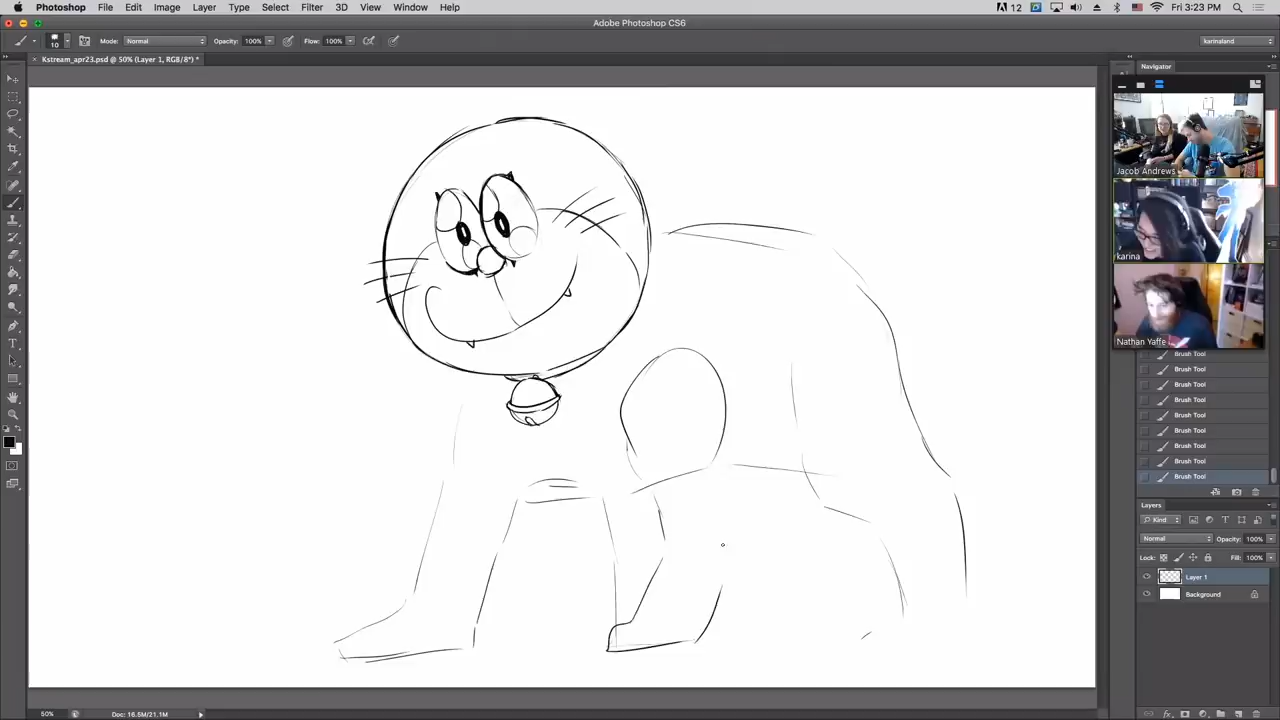 Photoshop File Edit Image Layer Type Select Filter 3D View Window Help 12 Fri 3:23 PM
Adobe Photoshop CS6
10 Mode: Normal Opacity: 100% Flow: 100% karinaland
Kstream_apr23.psd @ 50% (Layer 1, RGB/8*) *
Navigator
Jacob Andrews
karina
Nathan Yaffe
Brush Tool
Brush Tool
Brush Tool
Brush Tool
Brush Tool
Brush Tool
Brush Tool
Brush Tool
Brush Tool
Layers
Kind
Normal Opacity: 100%
Lock: Fill: 100%
Layer 1
Background
50% Doc: 16.5M/21.1M